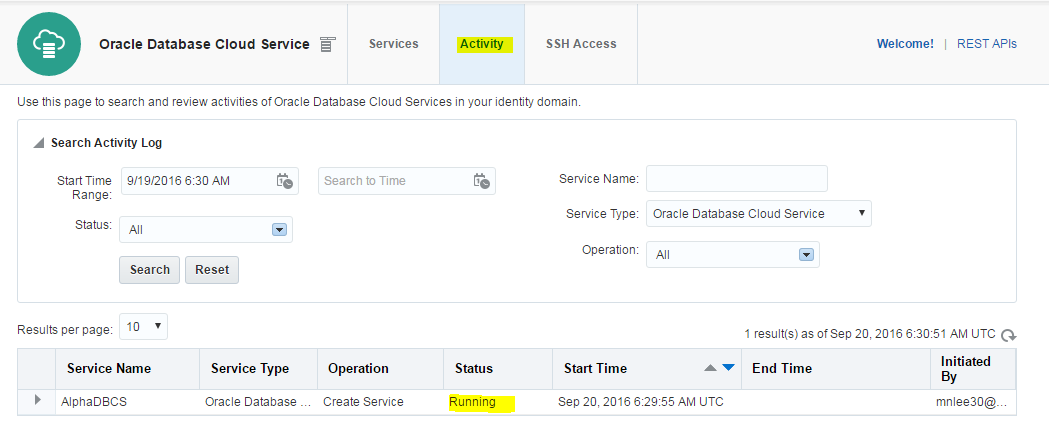 Oracle Database Cloud Service
Services
Activity
SSH Access
Welcome! | REST APIs
Use this page to search and review activities of Oracle Database Cloud Services in your identity domain.
Search Activity Log
Start Time Range: 9/19/2016 6:30 AM Search to Time
Status: All
Service Name:
Service Type: Oracle Database Cloud Service
Operation: All
Search Reset
Results per page: 10
1 result(s) as of Sep 20, 2016 6:30:51 AM UTC
Service Name Service Type Operation Status Start Time End Time Initiated By
AlphaDBCS Oracle Database ... Create Service Running Sep 20, 2016 6:29:55 AM UTC mnlee30@...